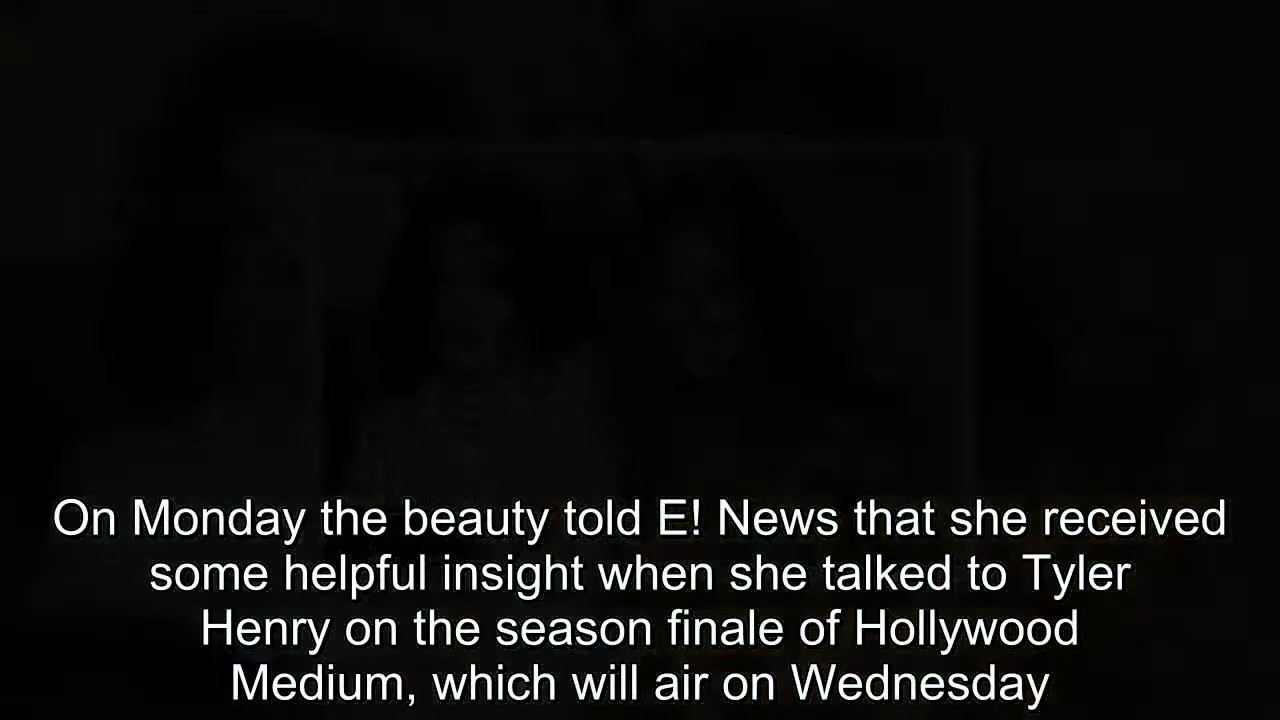 On Monday the beauty told E! News that she received
some helpful insight when she talked to Tyler
Henry on the season finale of Hollywood
Medium, which will air on Wednesday